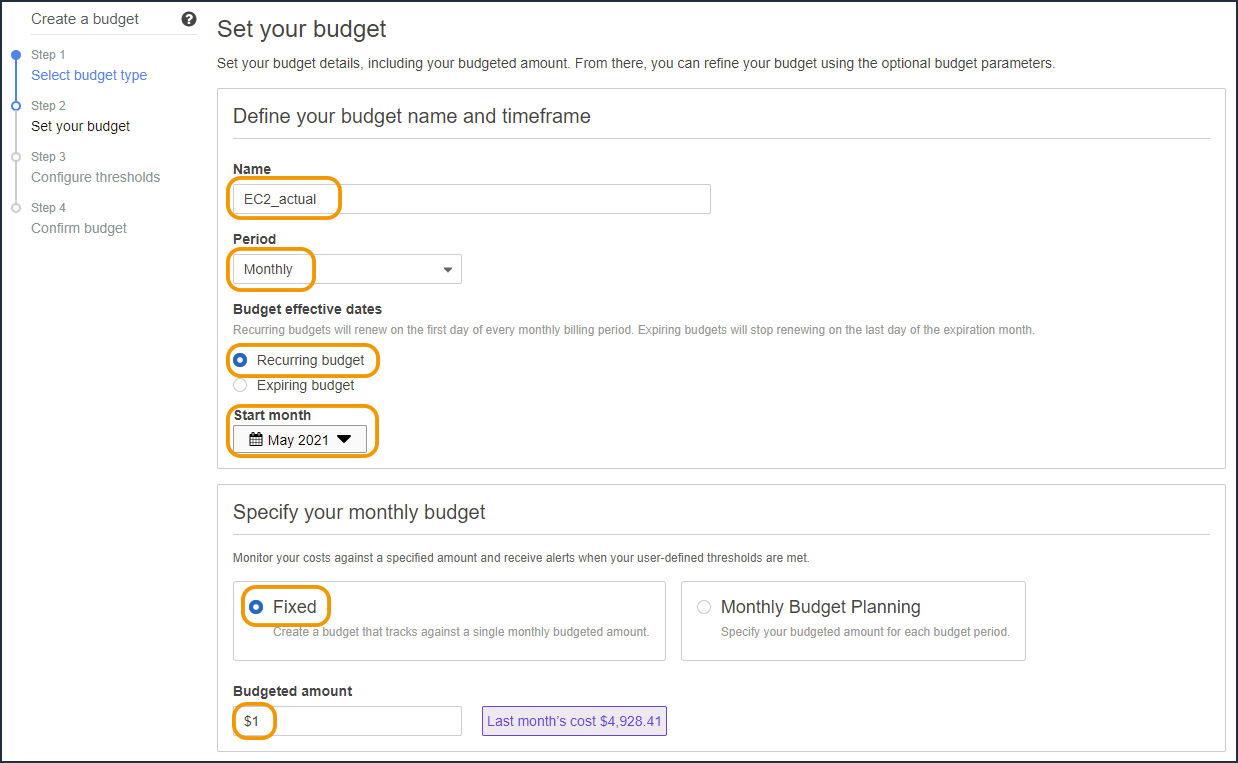 Create a budget
Step 1
Select budget type
Step 2
Set your budget
Step 3
Configure thresholds
Step 4
Confirm budget
Set your budget
Set your budget details, including your budgeted amount. From there, you can refine your budget using the optional budget parameters.
Define your budget name and timeframe
Name
EC2_actual
Period
Monthly
Budget effective dates
Recurring budgets will renew on the first day of every monthly billing period. Expiring budgets will stop renewing on the last day of the expiration month.
Recurring budget
Expiring budget
Start month
May 2021
Specify your monthly budget
Monitor your costs against a specified amount and receive alerts when your user-defined thresholds are met.
Fixed
Create a budget that tracks against a single monthly budgeted amount.
Monthly Budget Planning
Specify your budgeted amount for each budget period.
Budgeted amount
$1
Last month's cost $4,928.41